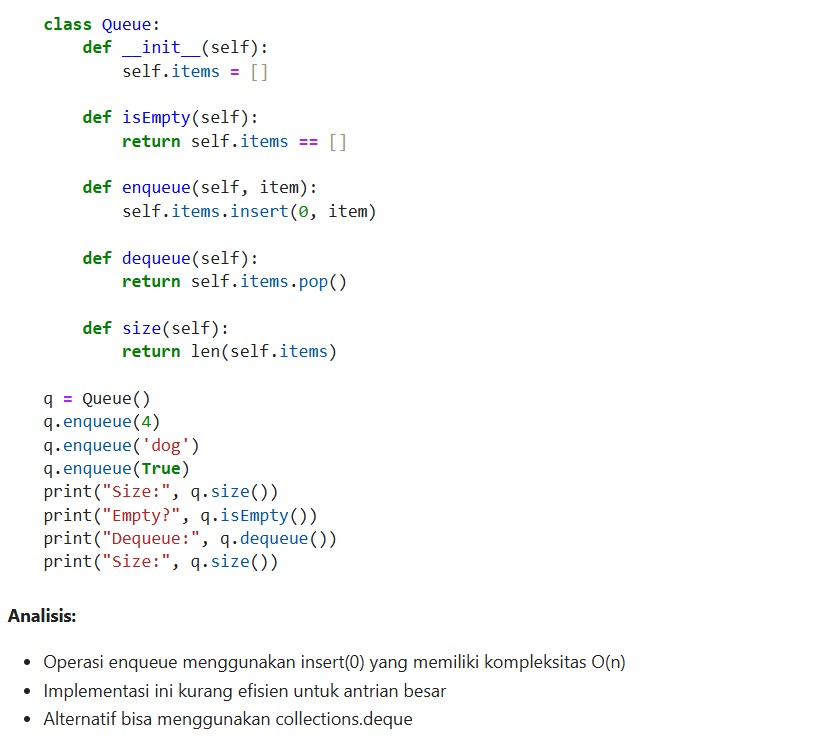 class Queue:
    def __init__(self):
        self.items = []

    def isEmpty(self):
        return self.items == []

    def enqueue(self, item):
        self.items.insert(0, item)

    def dequeue(self):
        return self.items.pop()

    def size(self):
        return len(self.items)

q = Queue()
q.enqueue(4)
q.enqueue('dog')
q.enqueue(True)
print("Size:", q.size())
print("Empty?", q.isEmpty())
print("Dequeue:", q.dequeue())
print("Size:", q.size())

Analisis:
• Operasi enqueue menggunakan insert(0) yang memiliki kompleksitas O(n)
• Implementasi ini kurang efisien untuk antrian besar
• Alternatif bisa menggunakan collections.deque